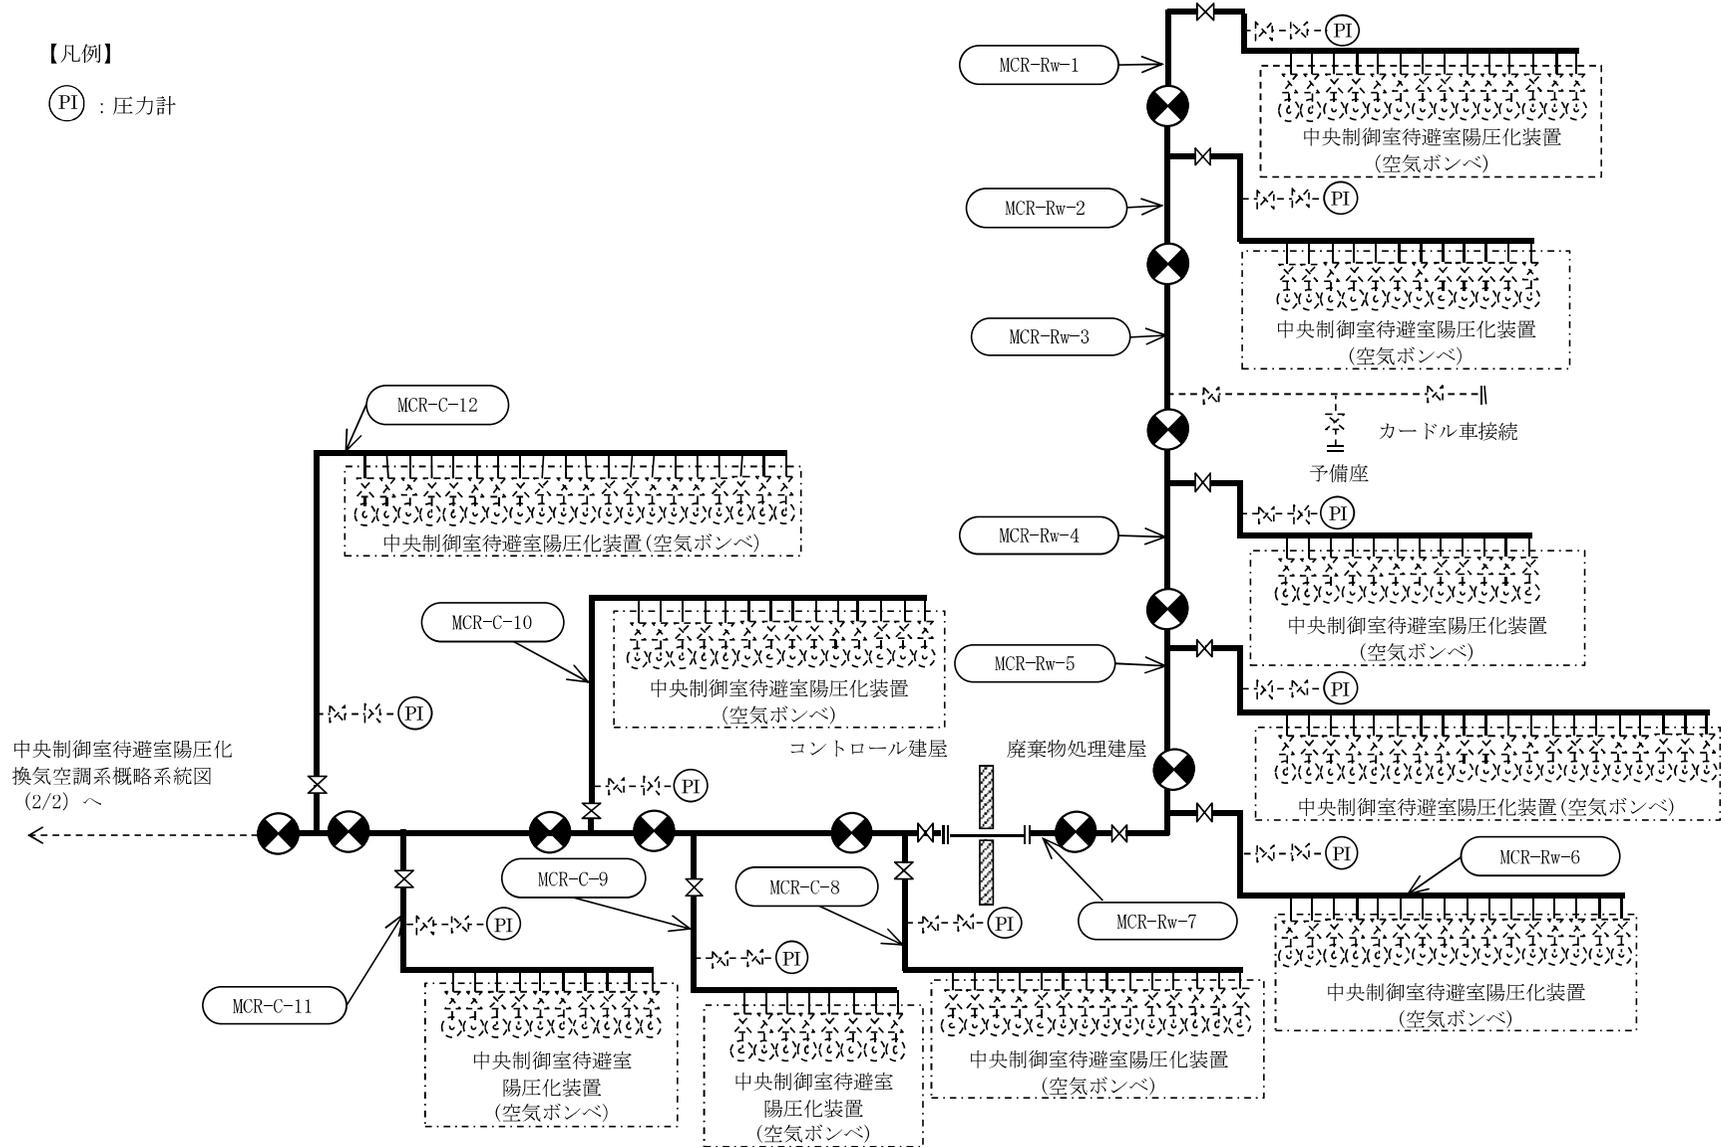 【凡例】
PI ：圧力計
MCR-Rw-1
PI
中央制御室待避室陽圧化装置
(空気ボンベ)
MCR-Rw-2
PI
中央制御室待避室陽圧化装置
(空気ボンベ)
MCR-Rw-3
カードル車接続
予備座
MCR-Rw-4
PI
中央制御室待避室陽圧化装置
(空気ボンベ)
MCR-Rw-5
PI
中央制御室待避室陽圧化装置(空気ボンベ)
MCR-C-12
中央制御室待避室陽圧化装置(空気ボンベ)
PI
MCR-C-10
中央制御室待避室陽圧化装置
(空気ボンベ)
PI
コントロール建屋
廃棄物処理建屋
中央制御室待避室陽圧化
換気空調系概略系統図
(2/2) へ
PI
MCR-Rw-6
中央制御室待避室陽圧化装置
(空気ボンベ)
MCR-C-9
MCR-C-8
MCR-Rw-7
PI
PI
PI
MCR-C-11
中央制御室待避室
陽圧化装置
(空気ボンベ)
中央制御室待避室
陽圧化装置
(空気ボンベ)
中央制御室待避室陽圧化装置
(空気ボンベ)